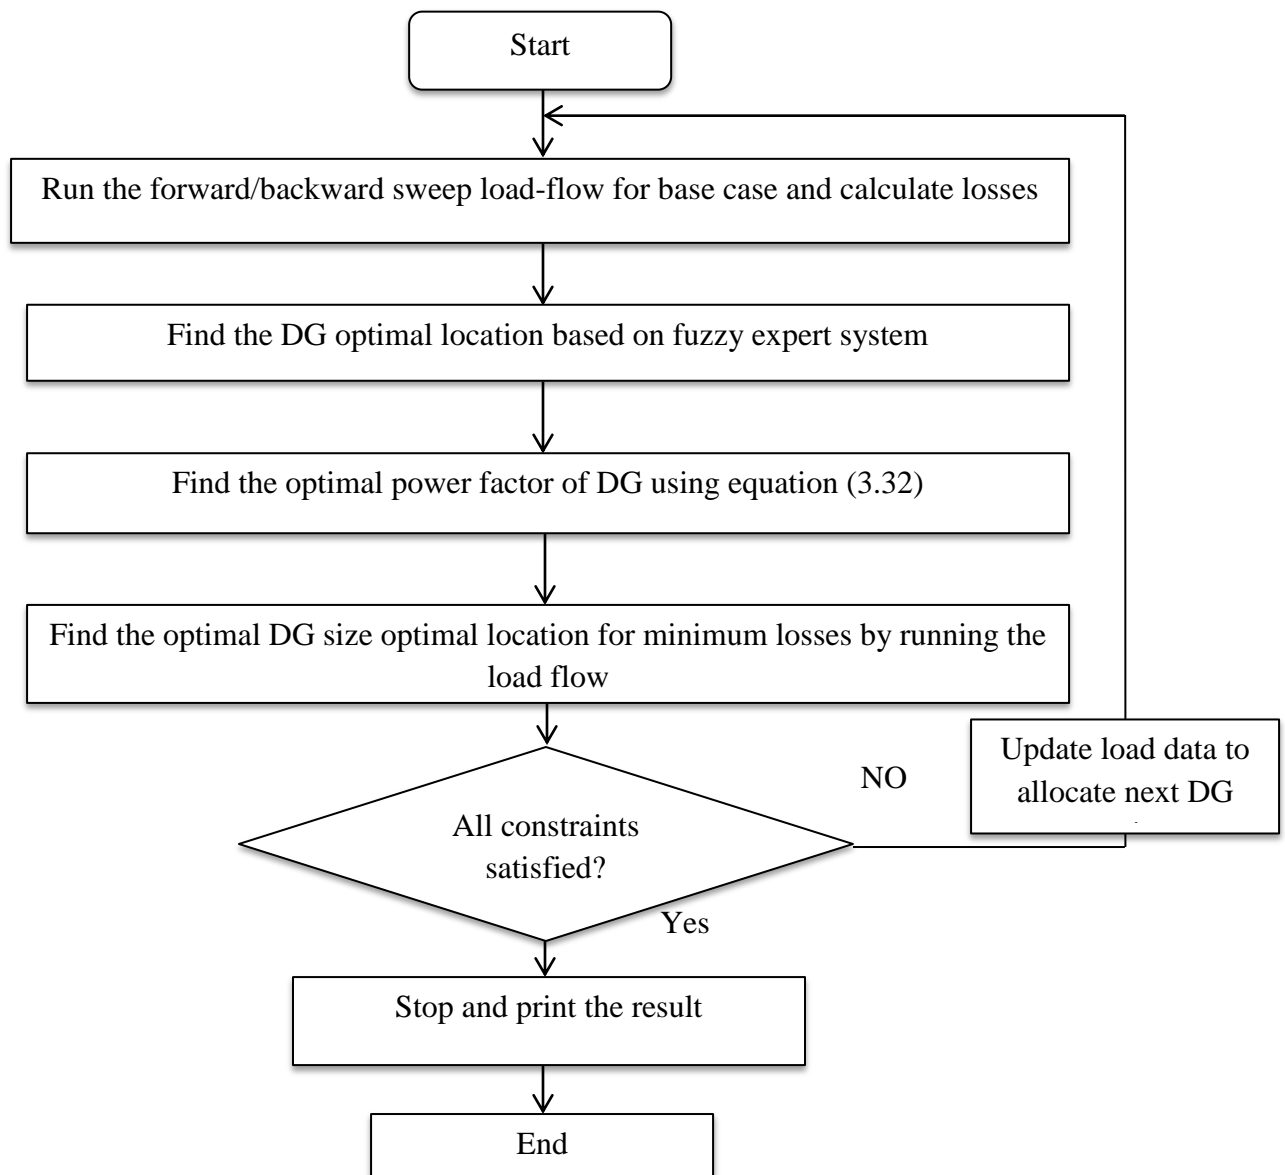 Start
Run the forward/backward sweep load-flow for base case and calculate losses
Find the DG optimal location based on fuzzy expert system
Find the optimal power factor of DG using equation (3.32)
Find the optimal DG size optimal location for minimum losses by running the
load flow
Update load data to
allocate next DG
NO
All constraints
satisfied?
Yes
Stop and print the result
End